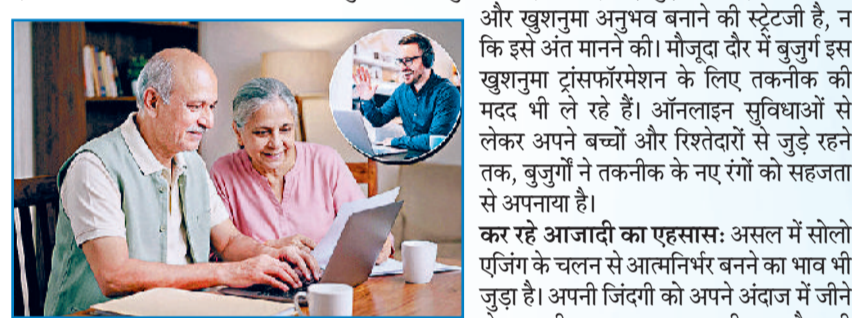 और खुशनुमा अनुभव बनाने की स्ट्रेटजी है, न
कि इसे अंत मानने की। मौजूदा दौर में बुजुर्ग इस
खुशनुमा ट्रांसफॉरमेशन के लिए तकनीक की
मदद भी ले रहे हैं। ऑनलाइन सुविधाओं से
लेकर अपने बच्चों और रिश्तेदारों से जुड़े रहने
तक, बुजुर्गों ने तकनीक के नए रंगों को सहजता
से अपनाया है।
कर रहे आजादी का एहसास: असल में सोलो
एजिंग के चलन से आत्मनिर्भर बनने का भाव भी
जुड़ा है। अपनी जिंदगी को अपने अंदाज में जीने